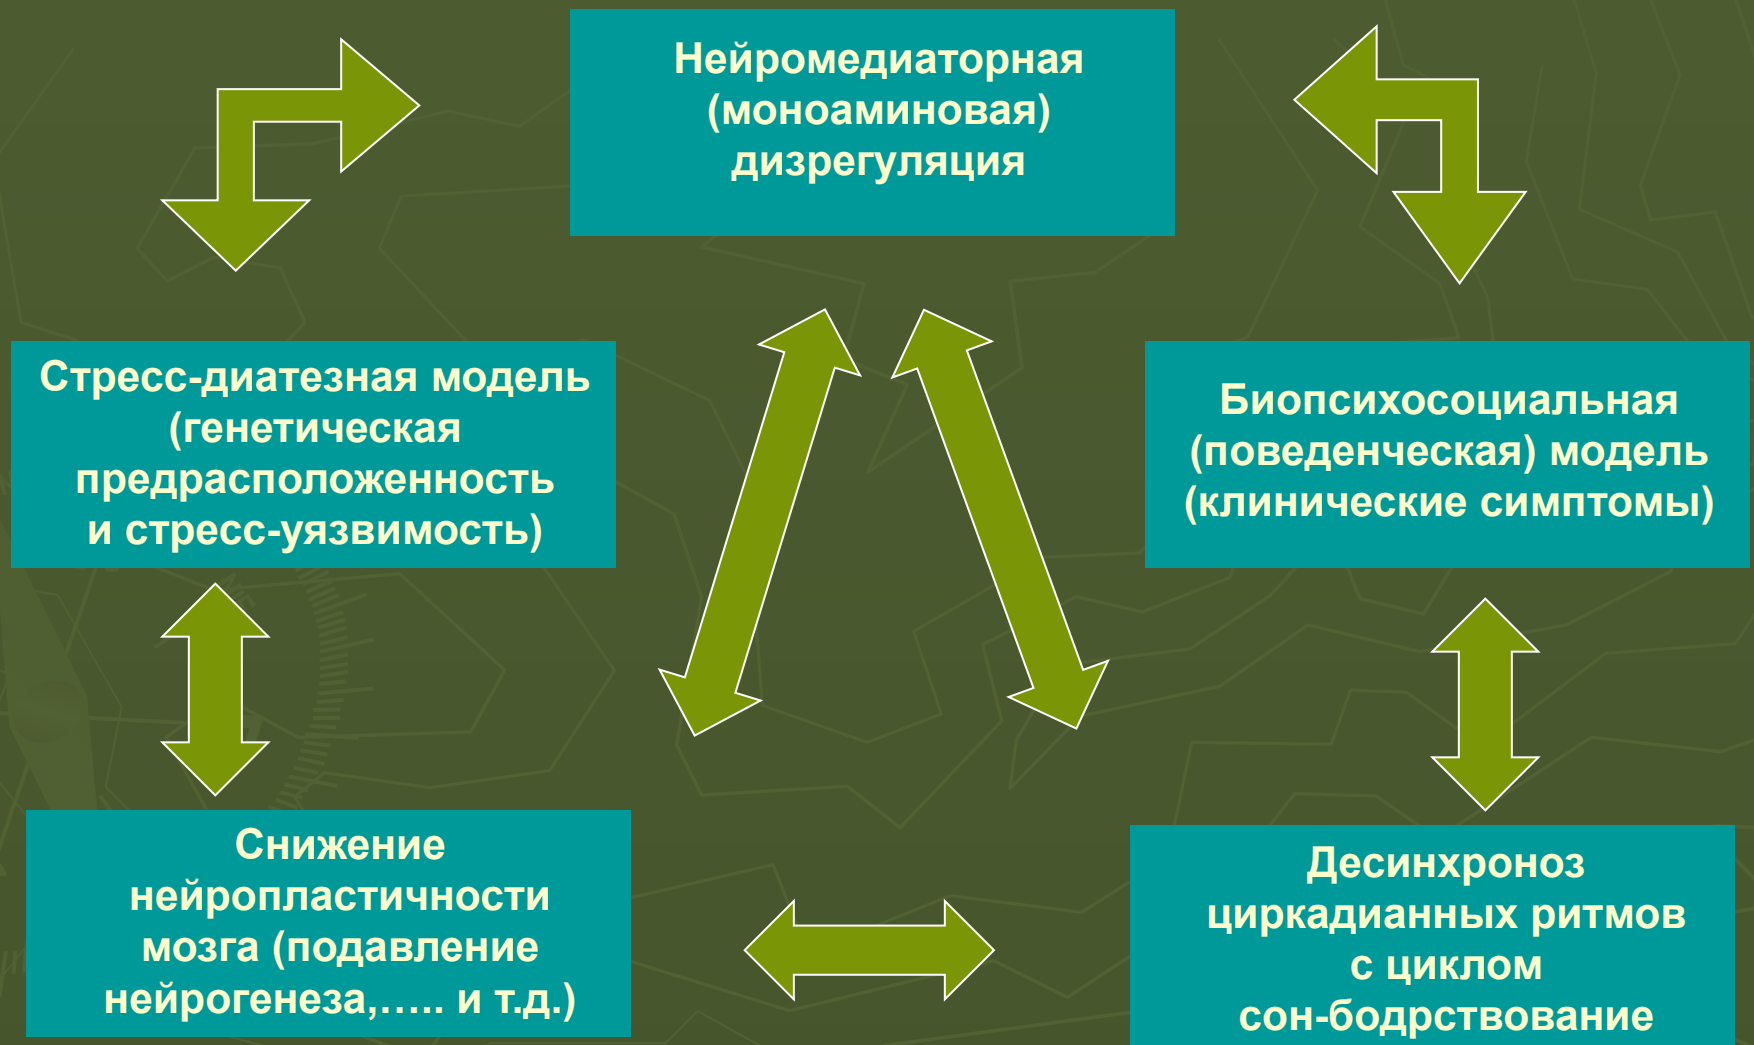 Нейромедиаторная
(моноаминовая)
дизрегуляция
Стресс-диатезная модель
(генетическая
предрасположенность
и стресс-уязвимость)
Биопсихосоциальная
(поведенческая) модель
(клинические симптомы)
Снижение
нейропластичности
мозга (подавление
нейрогенеза,….. и т.д.)
Десинхроноз
циркадианных ритмов
с циклом
сон-бодрствование